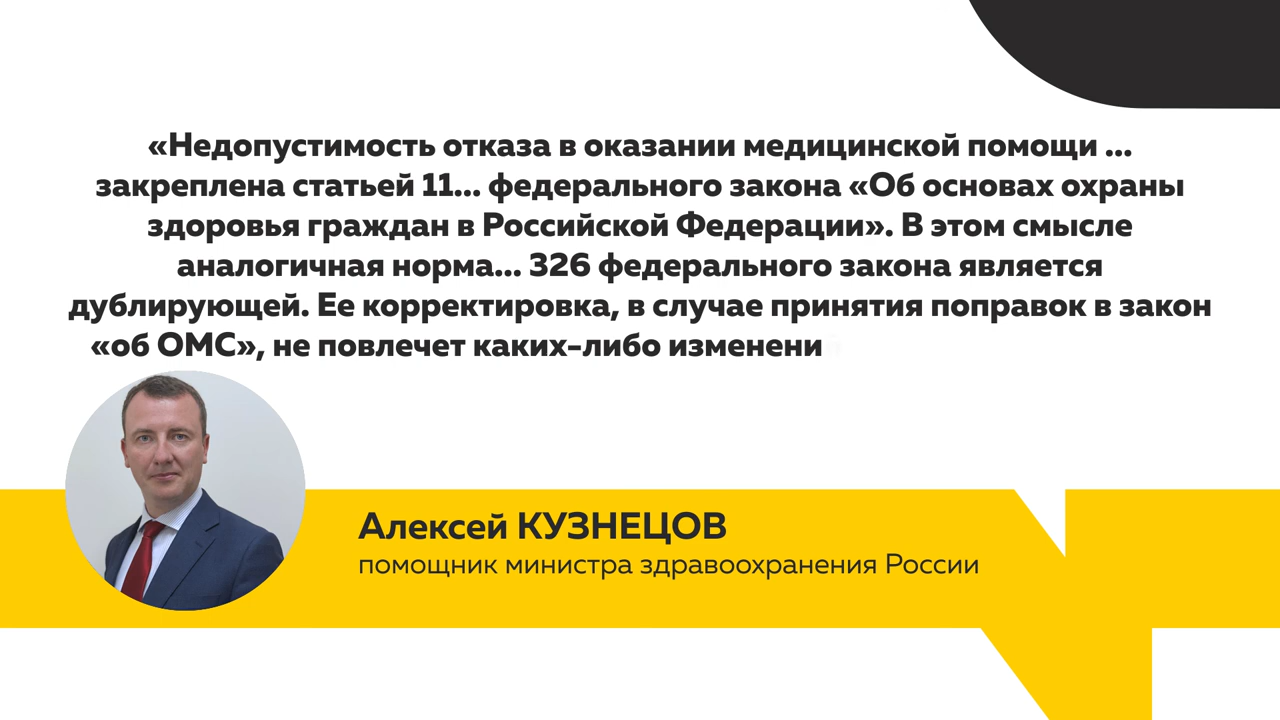 «Недопустимость отказа в оказании медицинской помощи ...
закреплена статьей 11... федерального закона «Об основах охраны
здоровья граждан в Российской Федерации». В этом смысле
аналогичная норма... 326 федерального закона является
дублирующей. Ее корректировка, в случае принятия поправок в закон
«об ОМС», не повлечет каких-либо изменени
Алексей КУЗНЕЦОВ
помощник министра здравоохранения России